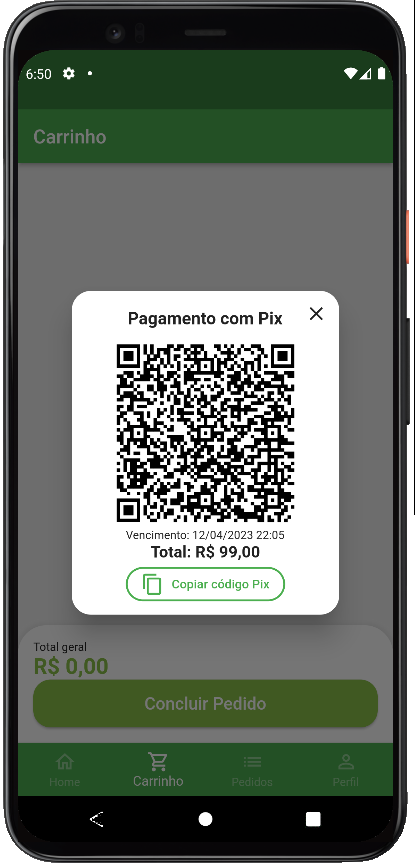 6:50
Carrinho
Pagamento com Pix
Vencimento: 12/04/2023 22:05
Total: R$ 99,00
Copiar código Pix
Total geral
R$ 0,00
Concluir Pedido
Home
Carrinho
Pedidos
Perfil